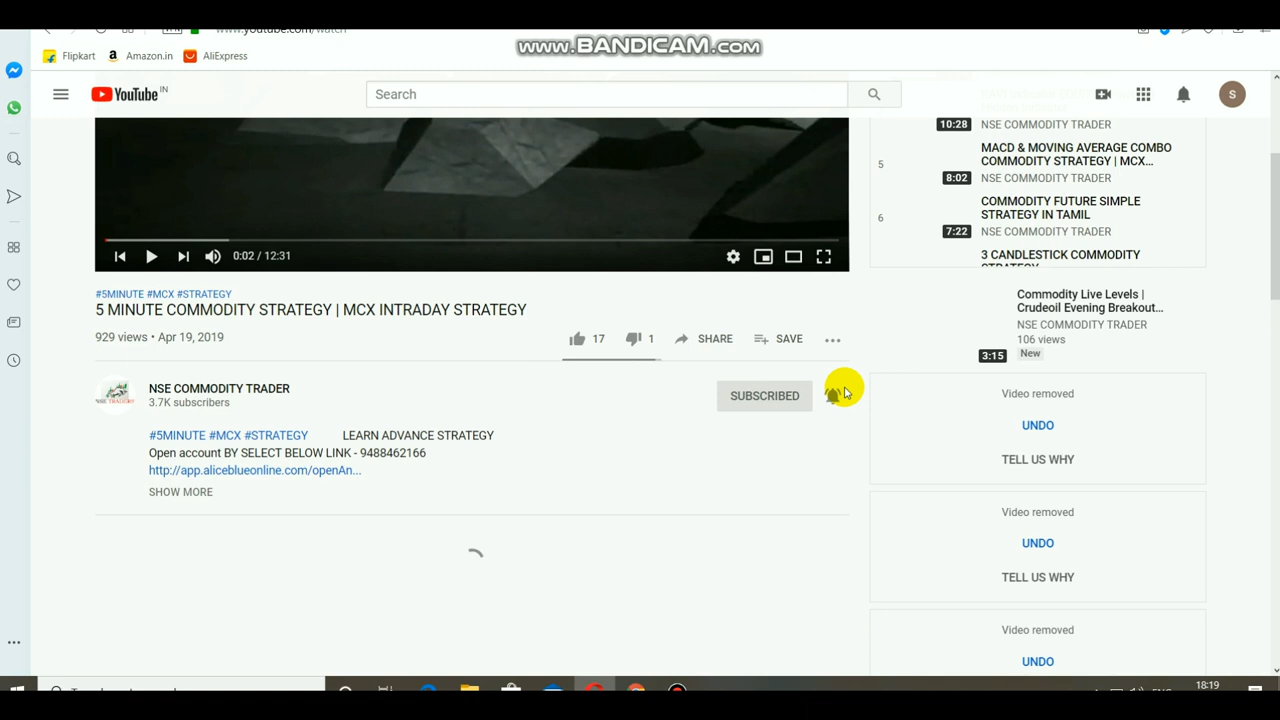 www.BANDICAM.com
Flipkart
Amazon.in
AliExpress
YouTube IN
Search
S
10:28
NSE COMMODITY TRADER
5
MACD & MOVING AVERAGE COMBO
COMMODITY STRATEGY | MCX...
8:02
NSE COMMODITY TRADER
6
COMMODITY FUTURE SIMPLE
STRATEGY IN TAMIL
7:22
NSE COMMODITY TRADER
3 CANDLESTICK COMMODITY
STRATEGY
0:02 / 12:31
#5MINUTE #MCX #STRATEGY
5 MINUTE COMMODITY STRATEGY | MCX INTRADAY STRATEGY
929 views • Apr 19, 2019
17
1
SHARE
SAVE
NSE COMMODITY TRADER
3.7K subscribers
SUBSCRIBED
#5MINUTE #MCX #STRATEGY LEARN ADVANCE STRATEGY
Open account BY SELECT BELOW LINK - 9488462166
http://app.aliceblueonline.com/openAn...
SHOW MORE
Commodity Live Levels |
Crudeoil Evening Breakout...
NSE COMMODITY TRADER
106 views
3:15
New
Video removed
UNDO
TELL US WHY
Video removed
UNDO
TELL US WHY
Video removed
UNDO
18:19